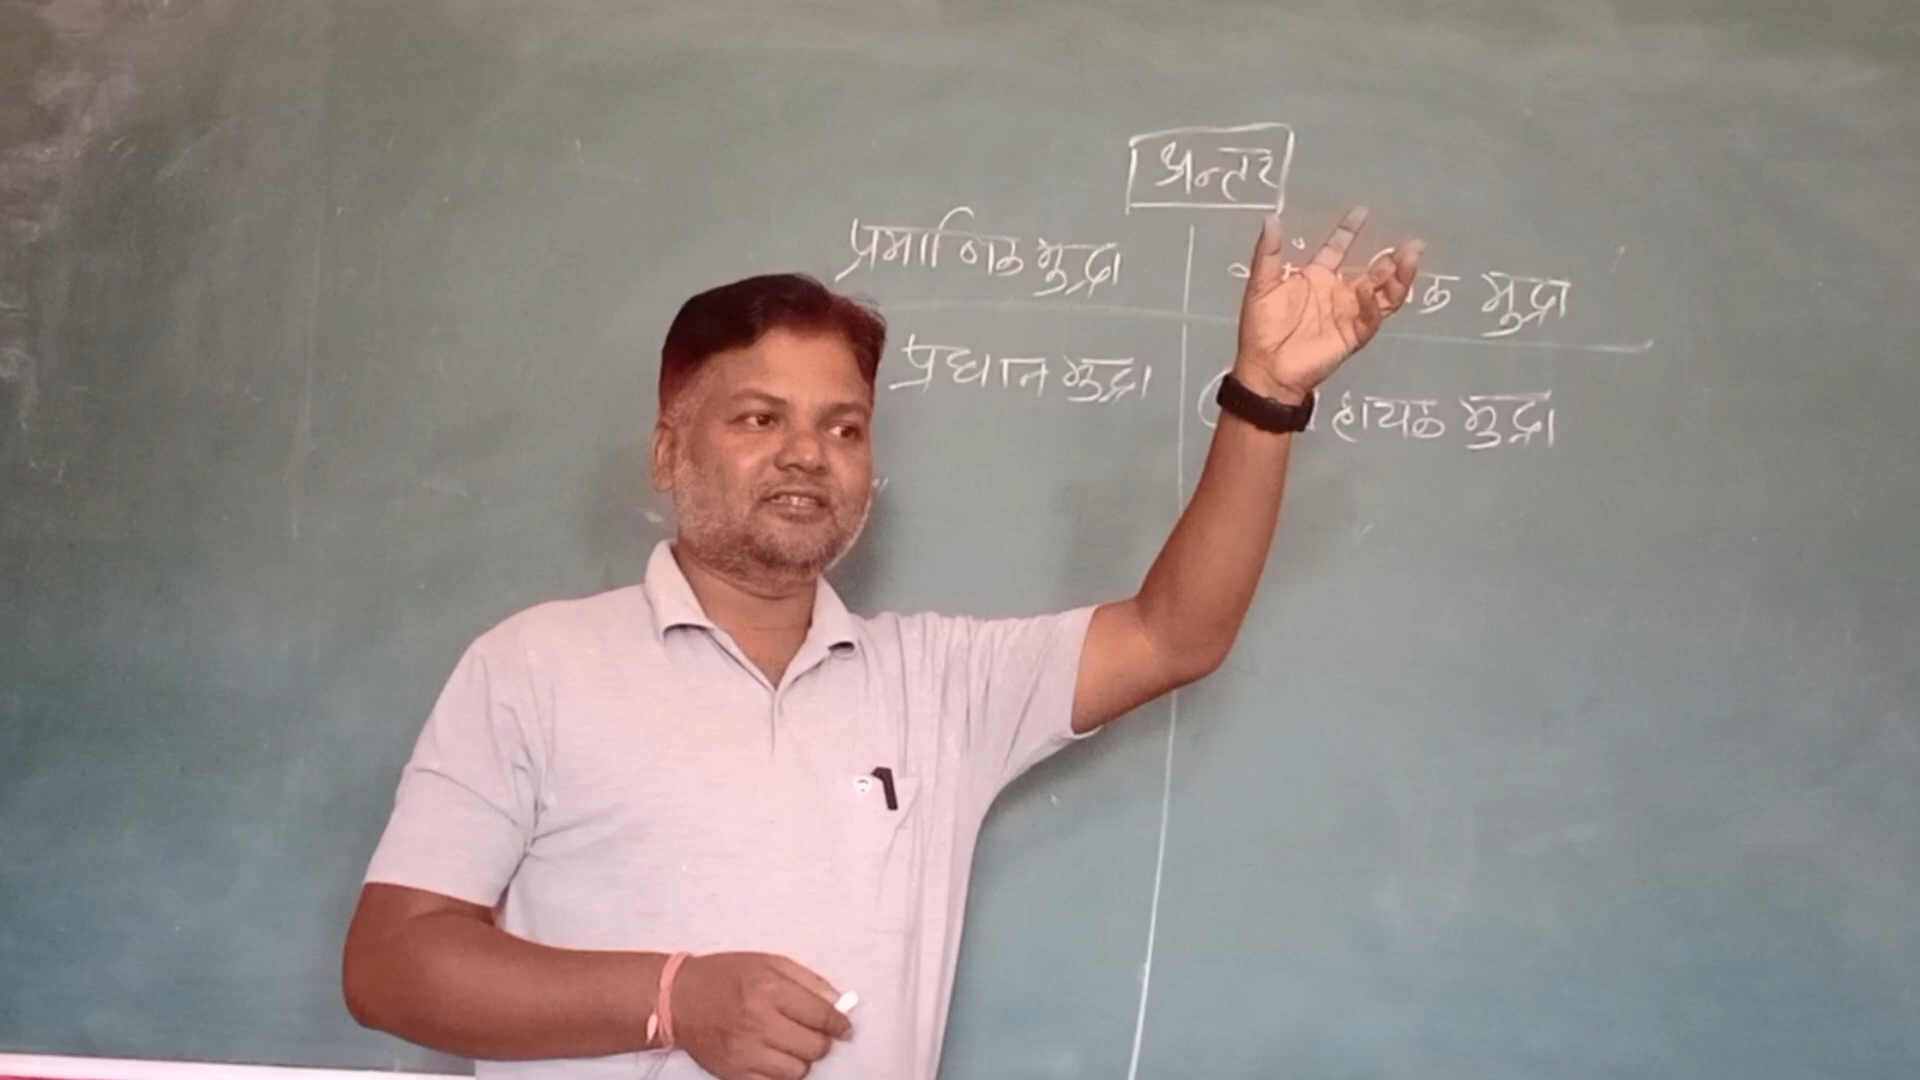 अन्तर
प्रमाणिक मुद्रा
मुद्रा
प्रधान मुद्रा
मुद्रा